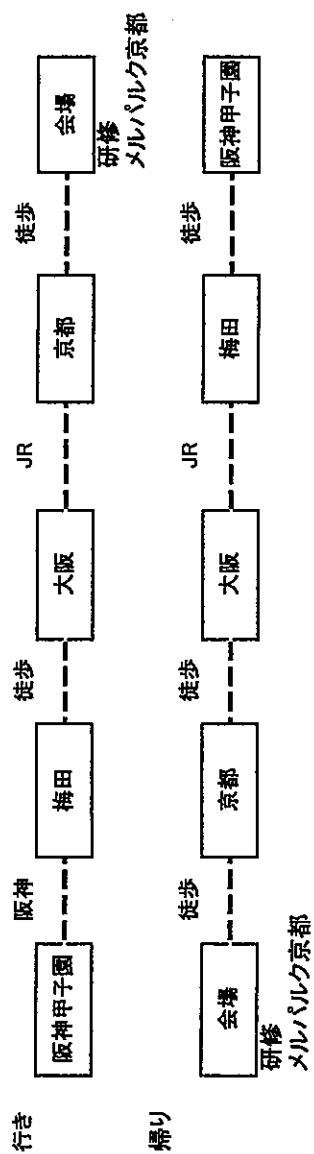 行き
阪神甲子園 阪神 梅田 徒歩 大阪 JR 京都 徒歩 会場
研修
メルパルク京都
帰り
会場 徒歩 京都 徒歩 大阪 JR 梅田 徒歩 阪神甲子園
研修
メルパルク京都